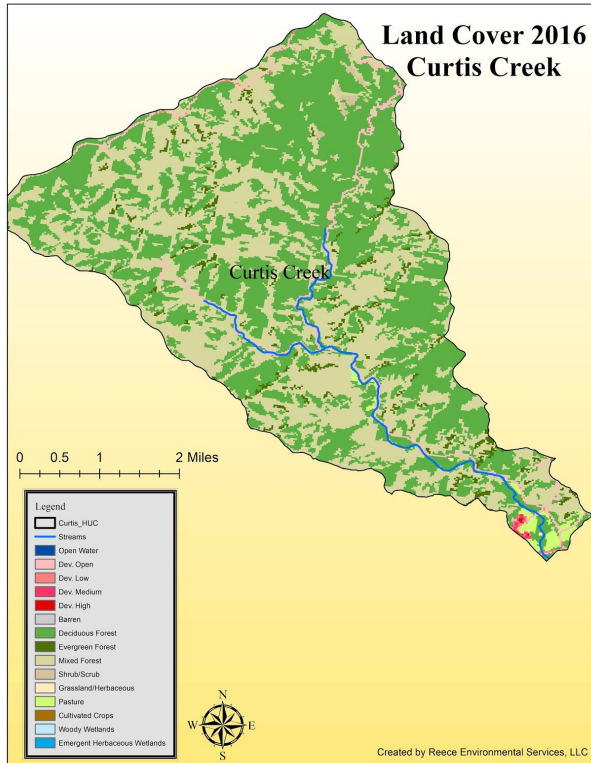 Land Cover 2016
Curtis Creek
Curtis Creek
0 0.5 1 2 Miles
Legend
Curtis_HUC
Streams
Open Water
Dev. Open
Dev. Low
Dev. Medium
Dev. High
Barren
Deciduous Forest
Evergreen Forest
Mixed Forest
Shrub/Scrub
Grassland/Herbaceous
Pasture
Cultivated Crops
Woody Wetlands
Emergent Herbaceous Wetlands
N
W E
S
Created by Reece Environmental Services, LLC